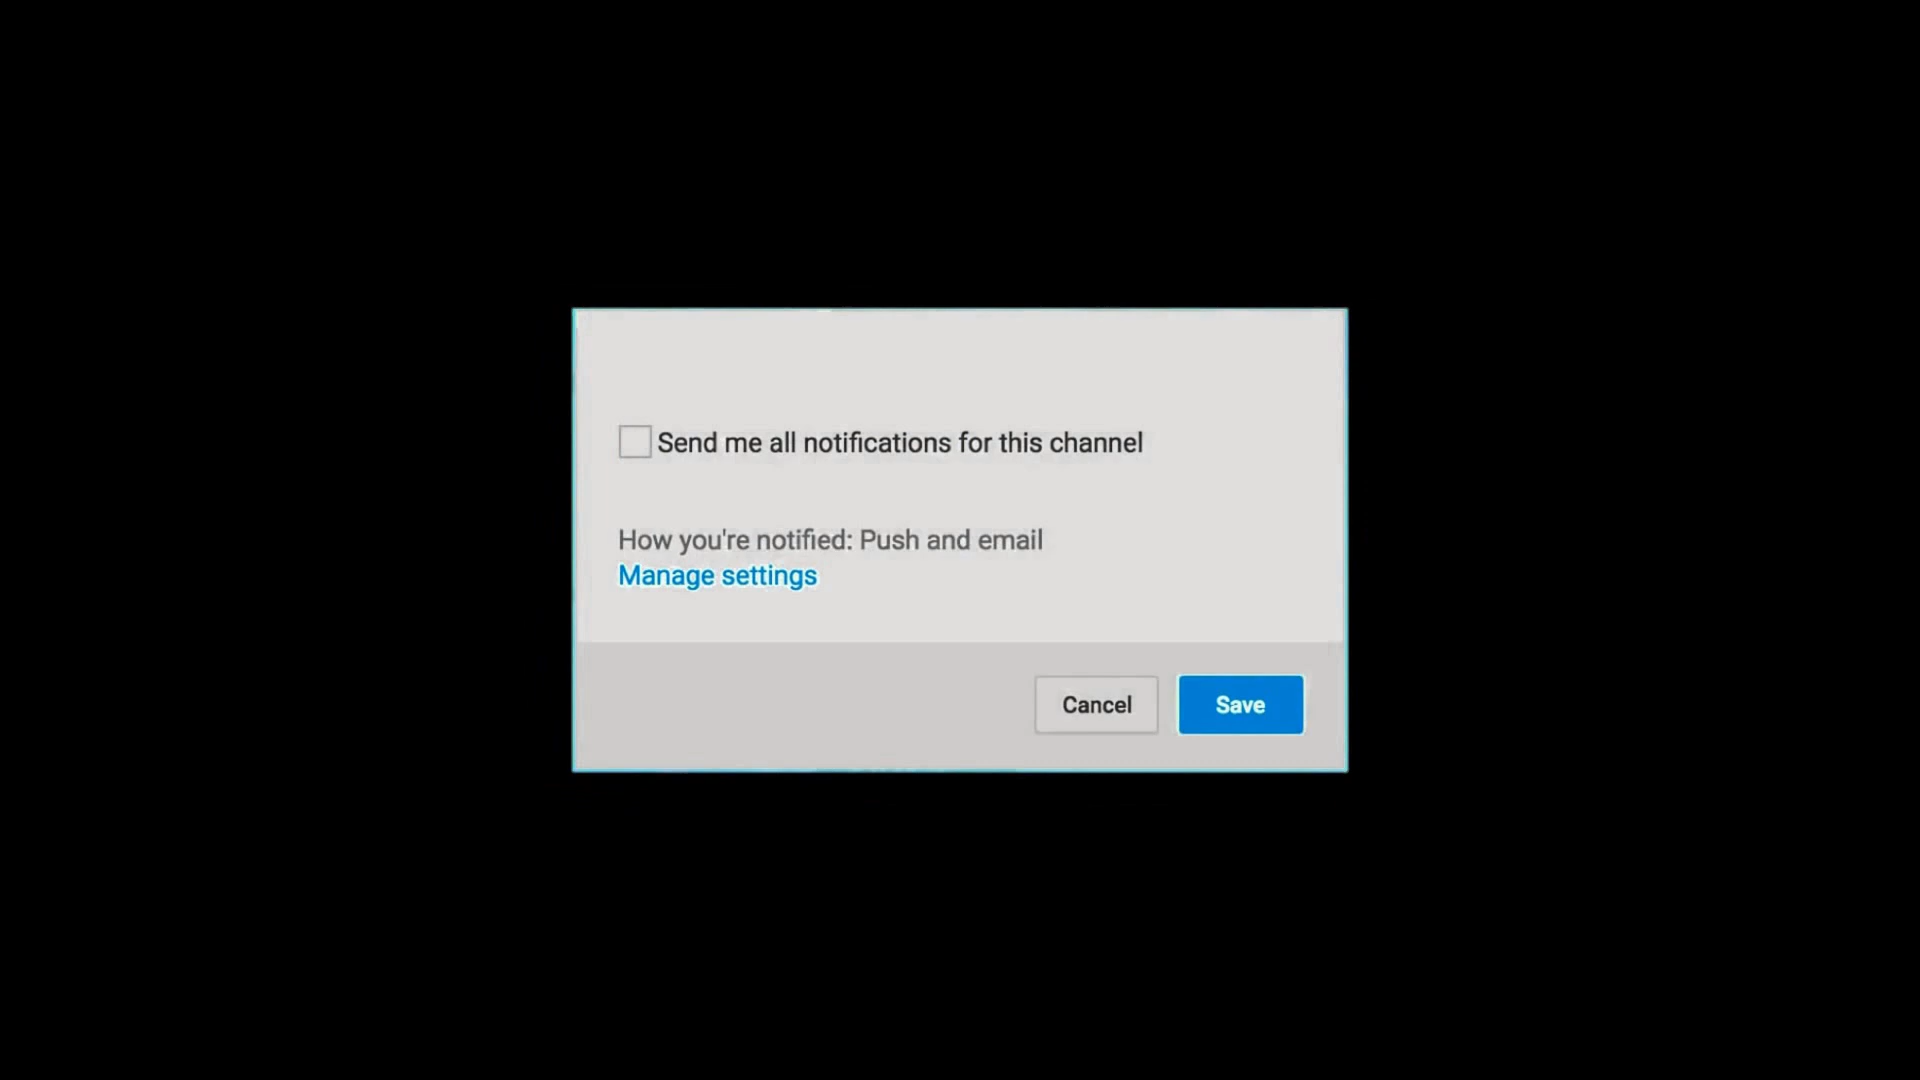 Send me all notifications for this channel
How you're notified: Push and email
Manage settings
Cancel Save